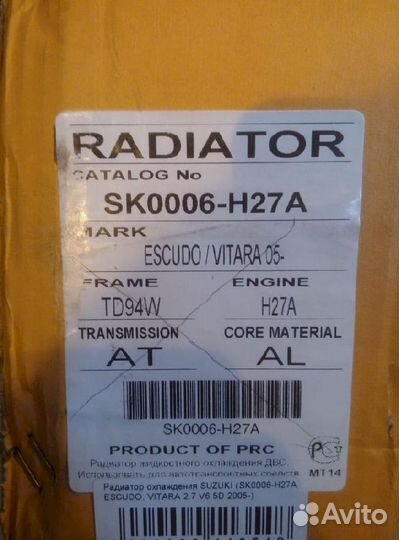 RADIATOR
CATALOG No
SK0006-H27A
MARK
ESCUDO / VITARA 05-
FRAME ENGINE
TD94W H27A
TRANSMISSION CORE MATERIAL
AT AL
SK0006-H27A
PRODUCT OF PRC
Радиатор жидкостного охлаждения ДВС.
Использовать для автотранспортных средств
МТ14
Радиатор охлаждения SUZUKI (SK0006-H27A
ESCUDO, VITARA 2.7 V6 5D 2005-)
Avito